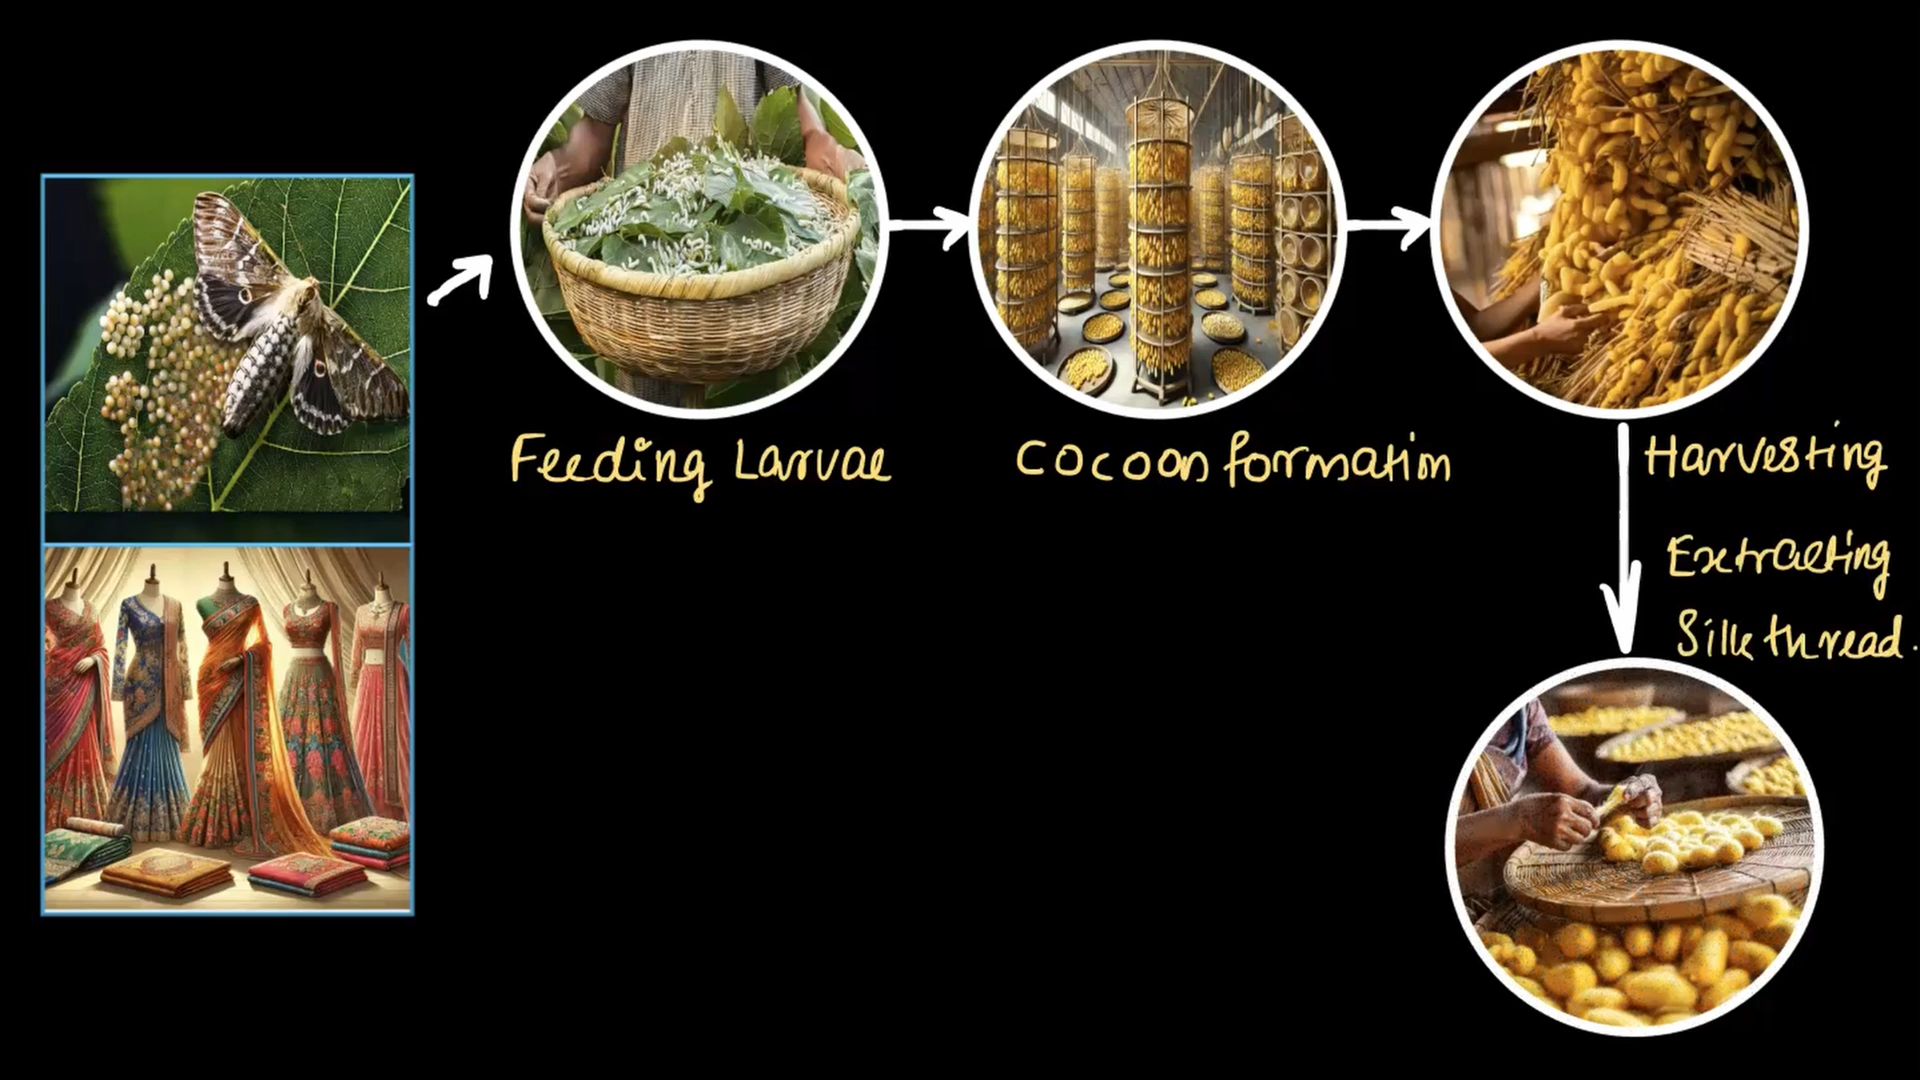 Feeding Larvae
Cocoon formation
Harvesting
Extracting
Silk thread.